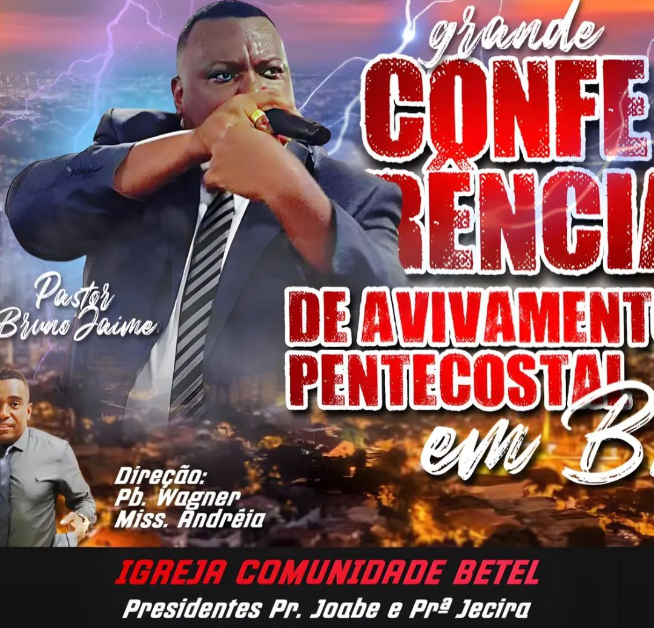 grande
CONFE
RÊNCIA
DE AVIVAMENTO
PENTECOSTAL
em
Pastor
Bruno Jaime
Direção:
Pb. Wagner
Miss. Andréia
IGREJA COMUNIDADE BETEL
Presidentes Pr. Joabe e Prª Jecira